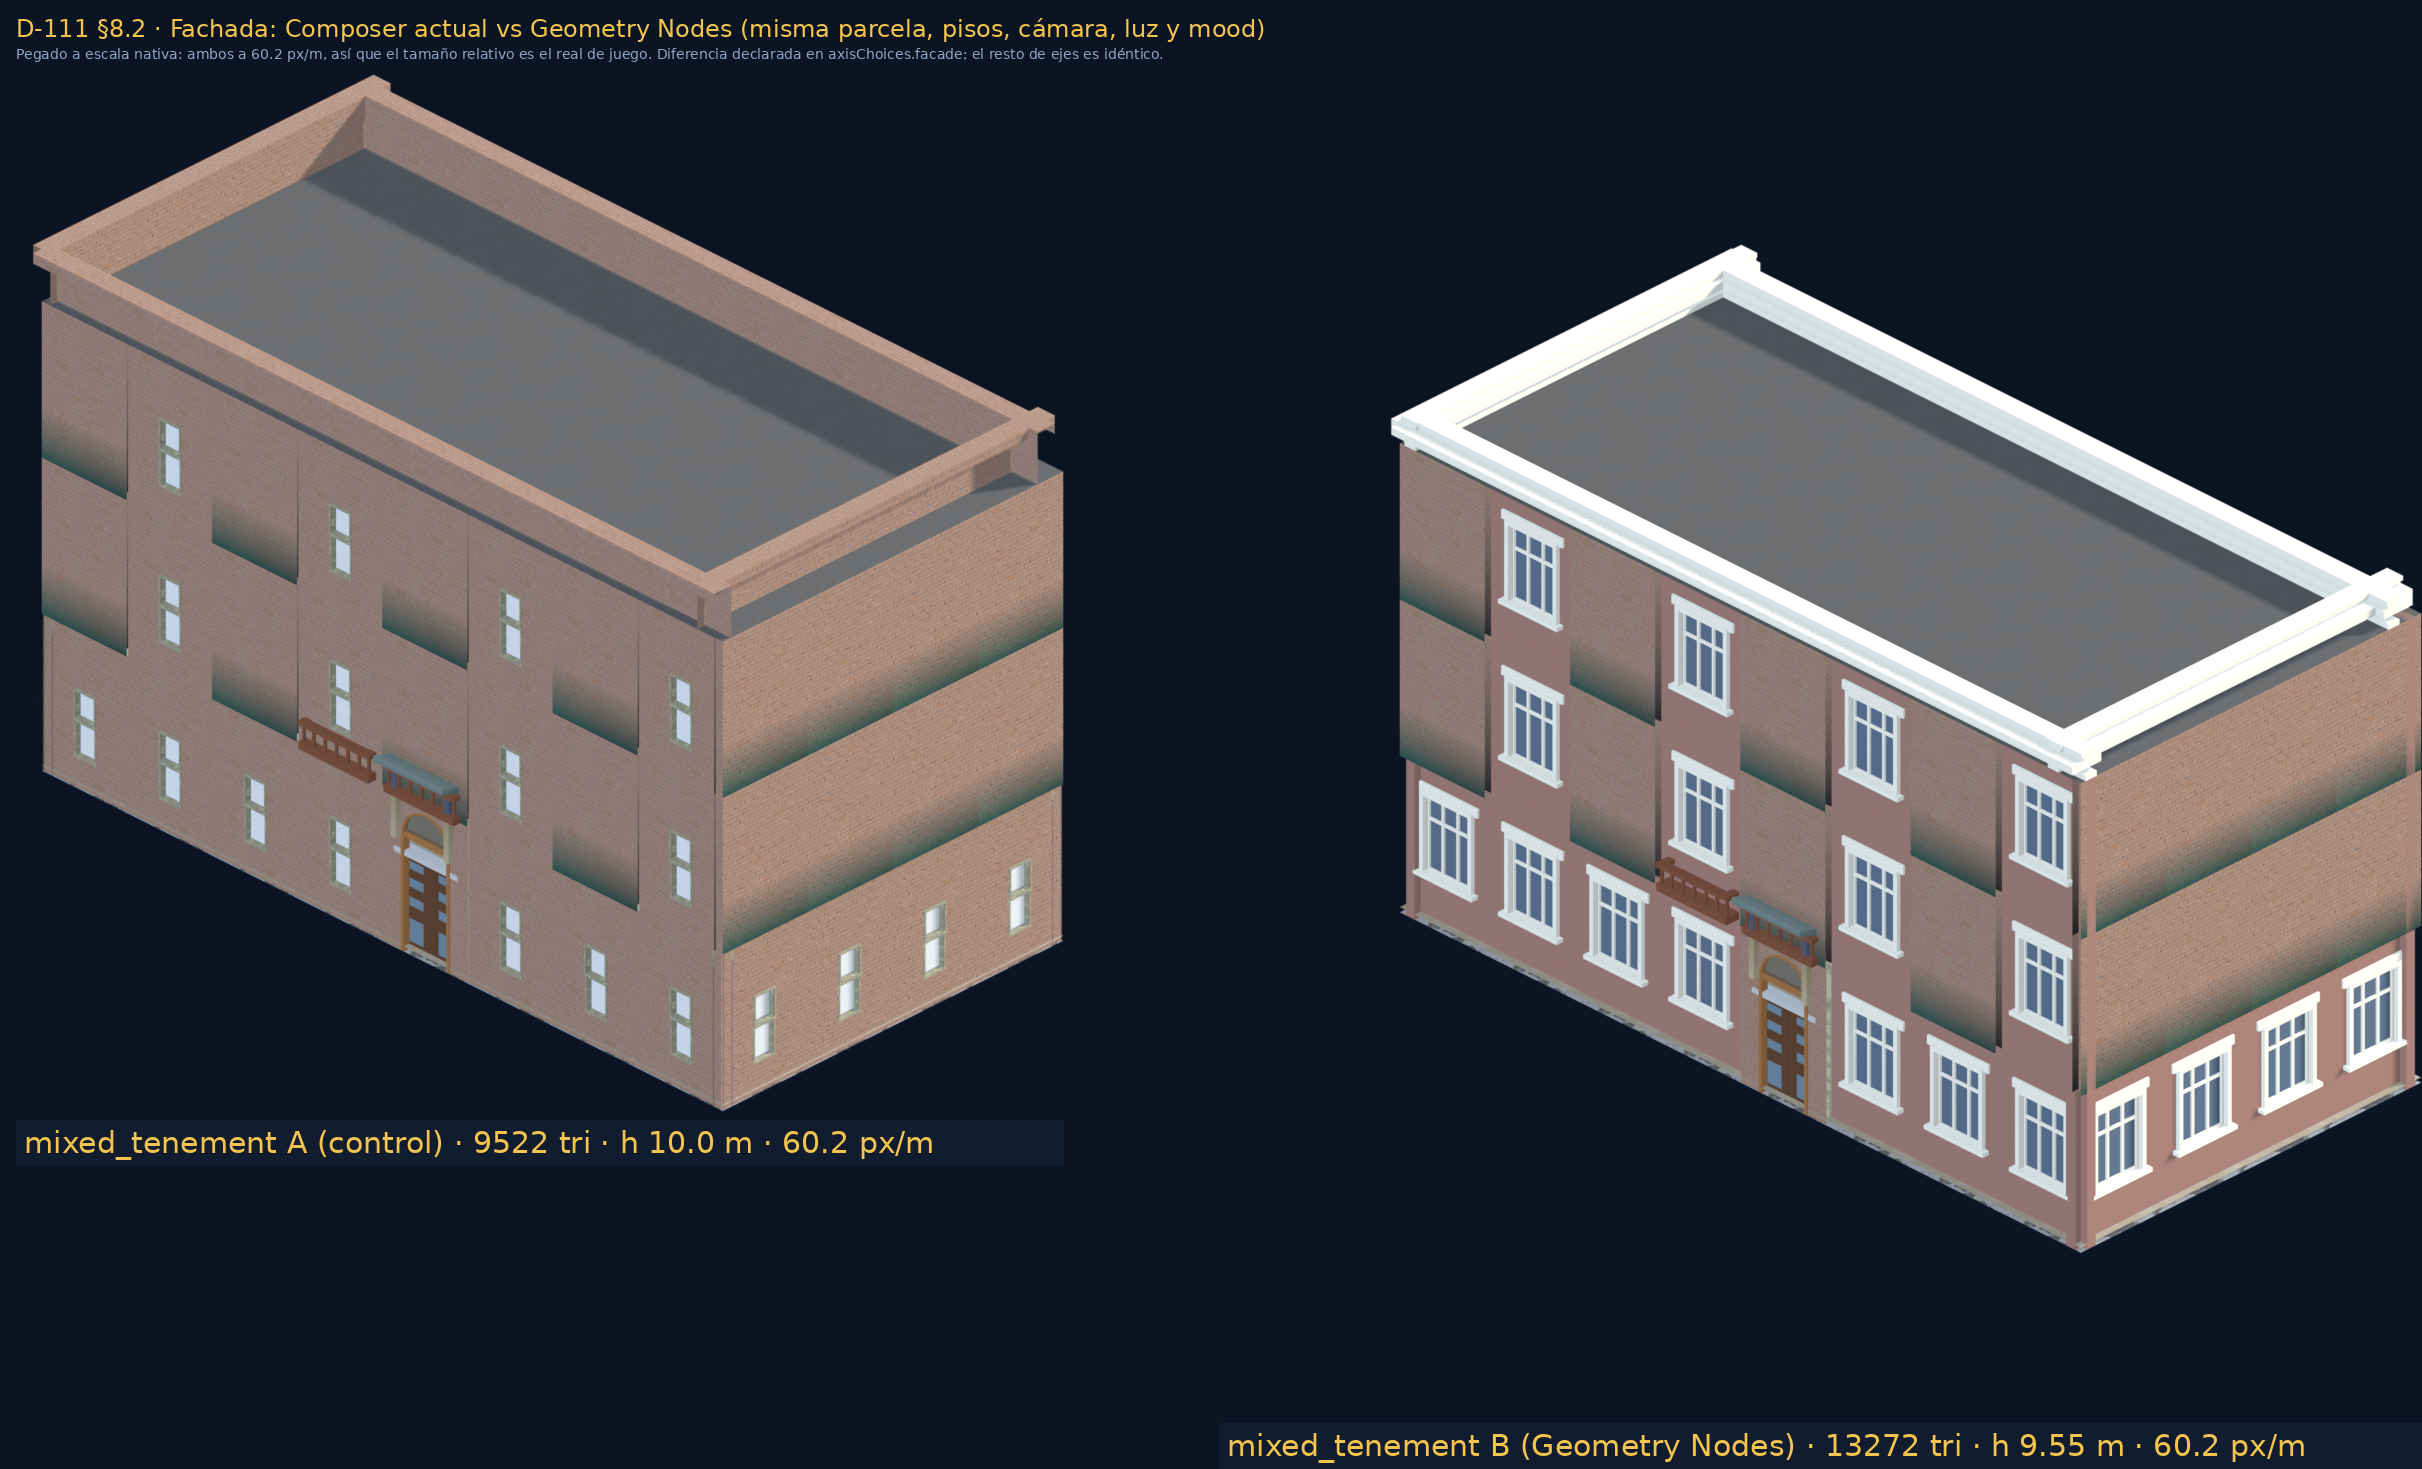 D-111 §8.2 · Fachada: Composer actual vs Geometry Nodes (misma parcela, pisos, cámara, luz y mood)
Pegado a escala nativa: ambos a 60.2 px/m, así que el tamaño relativo es el real de juego. Diferencia declarada en axisChoices.facade; el resto de ejes es idéntico.
mixed_tenement A (control) · 9522 tri · h 10.0 m · 60.2 px/m
mixed_tenement B (Geometry Nodes) · 13272 tri · h 9.55 m · 60.2 px/m